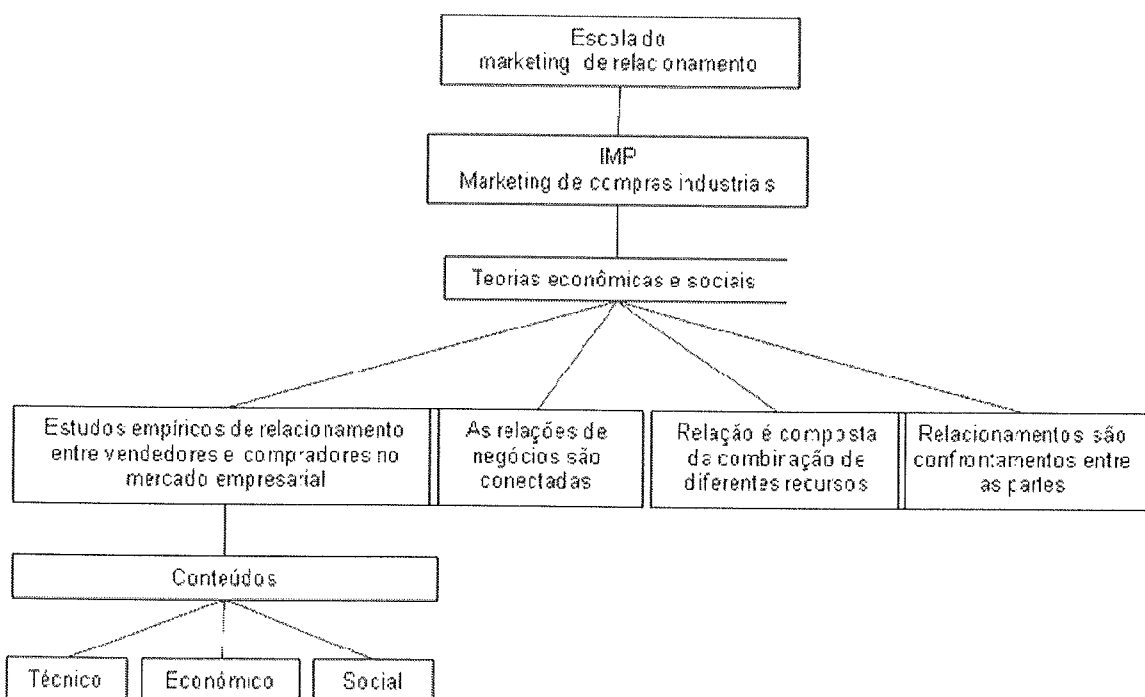 Escola do
marketing de relacionamento
IMP
Marketing de compras industriais
Teorias econômicas e sociais
Estudos empíricos de relacionamento
entre vendedores e compradores no
mercado empresarial
As relações de
negócios são
conectadas
Relação é composta
da combinação de
diferentes recursos
Relacionamentos são
confrontamentos entre
as partes
Conteúdos
Técnico
Económico
Social